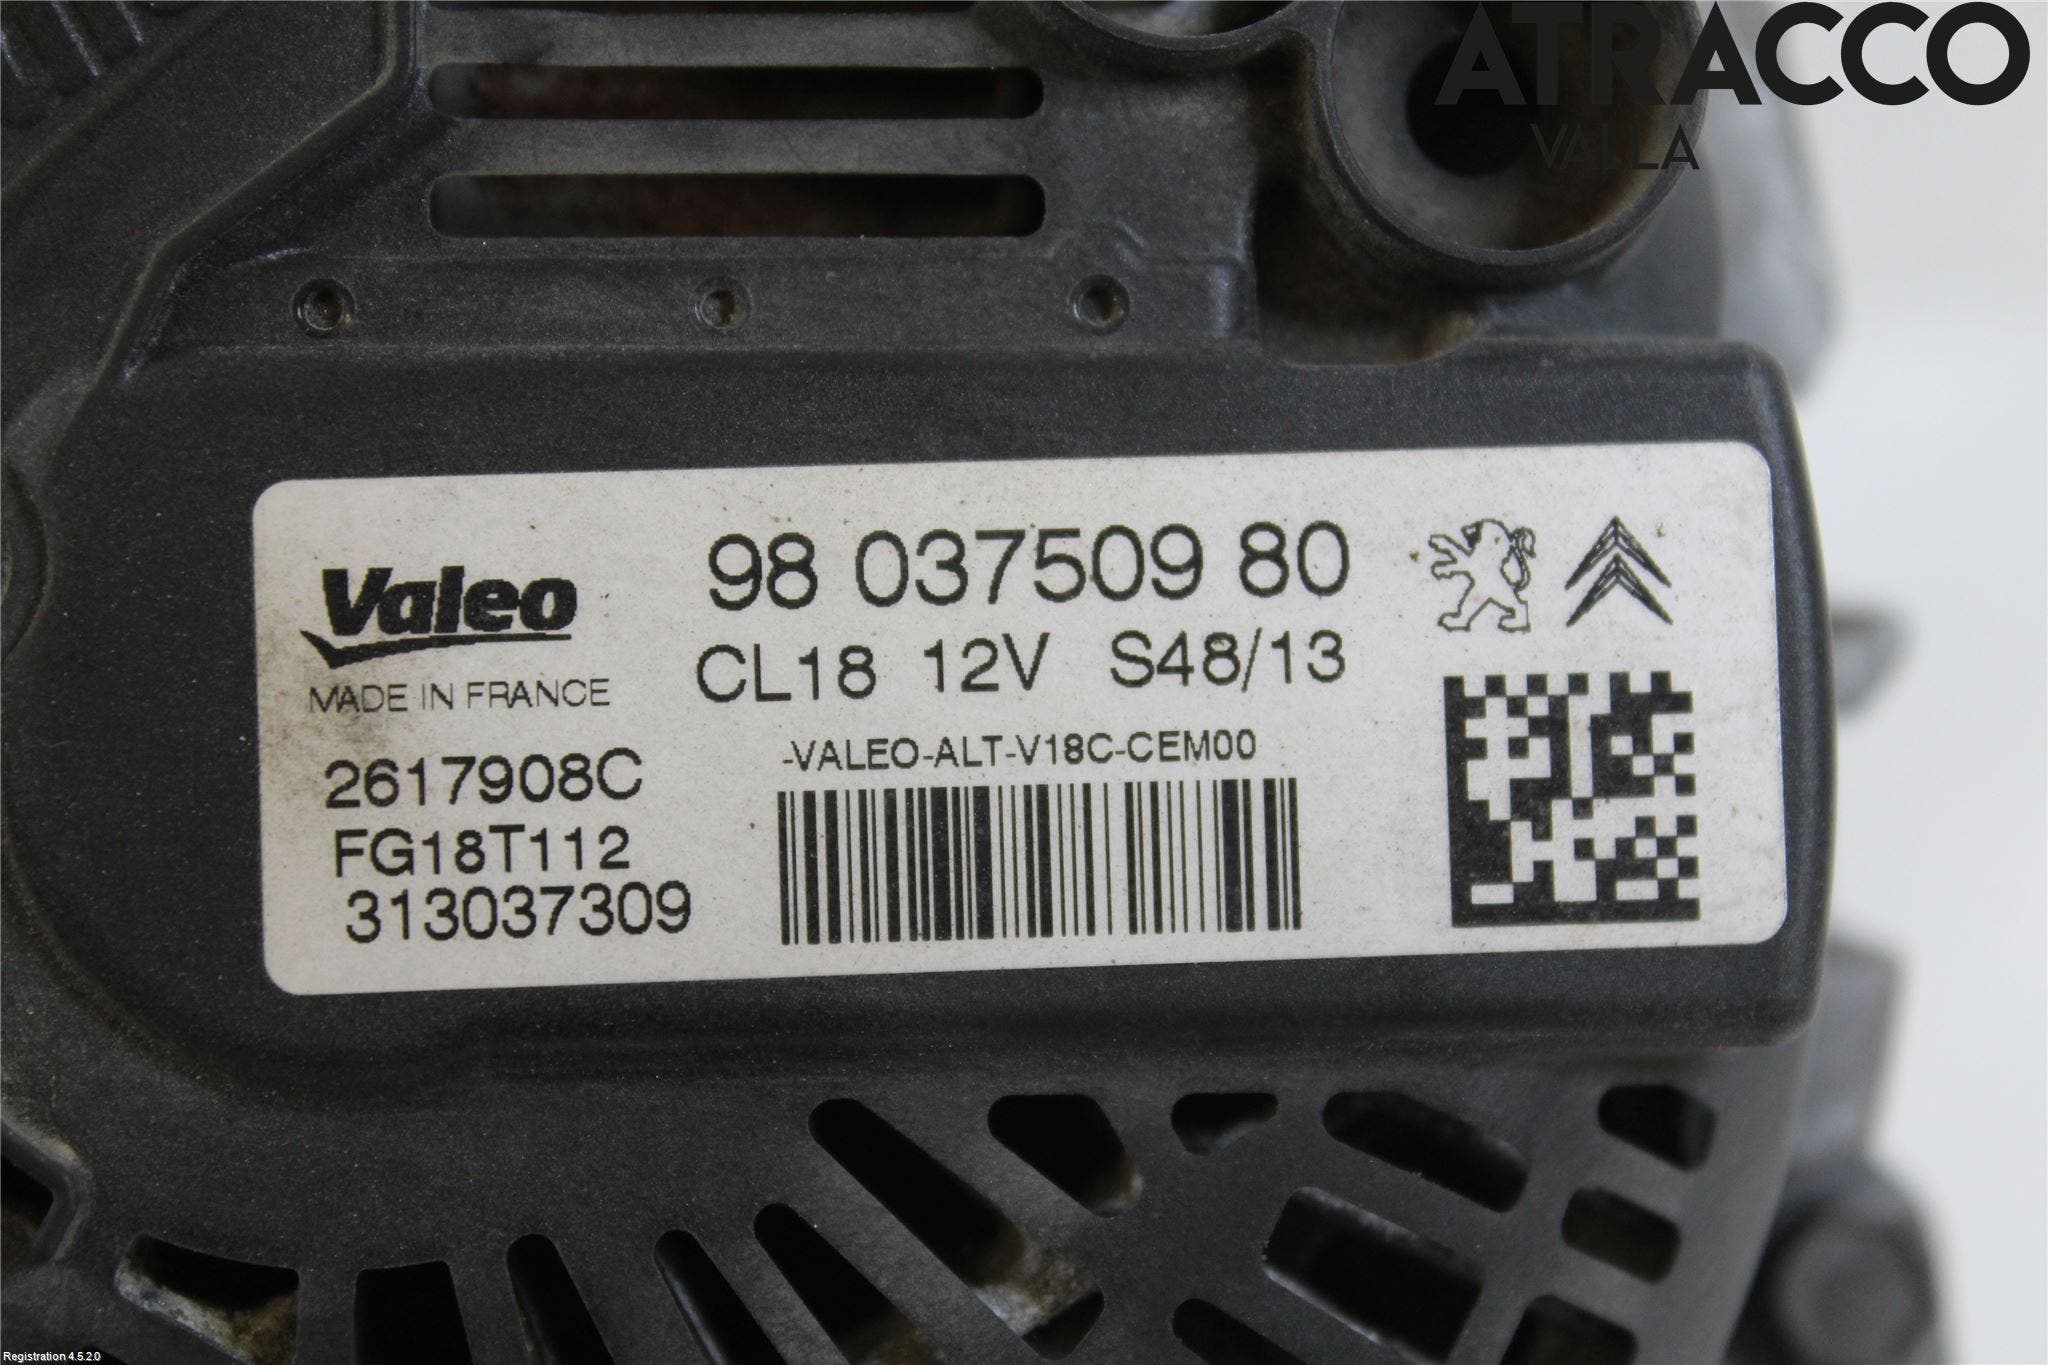 ATRACCO
VALLA
Valeo
MADE IN FRANCE
98 037509 80
CL18 12V S48/13
-VALEO-ALT-V18C-CEM00
2617908C
FG18T112
313037309
Registration 4.5.2.0